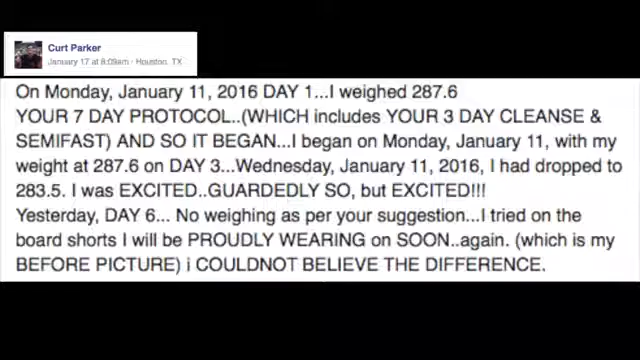 Curt Parker
January 17 at 8:09am · Houston, TX
On Monday, January 11, 2016 DAY 1...I weighed 287.6
YOUR 7 DAY PROTOCOL..(WHICH includes YOUR 3 DAY CLEANSE &
SEMIFAST) AND SO IT BEGAN...I began on Monday, January 11, with my
weight at 287.6 on DAY 3...Wednesday, January 11, 2016, I had dropped to
283.5. I was EXCITED..GUARDEDLY SO, but EXCITED!!!
Yesterday, DAY 6... No weighing as per your suggestion...I tried on the
board shorts I will be PROUDLY WEARING on SOON..again. (which is my
BEFORE PICTURE) i COULDNOT BELIEVE THE DIFFERENCE.